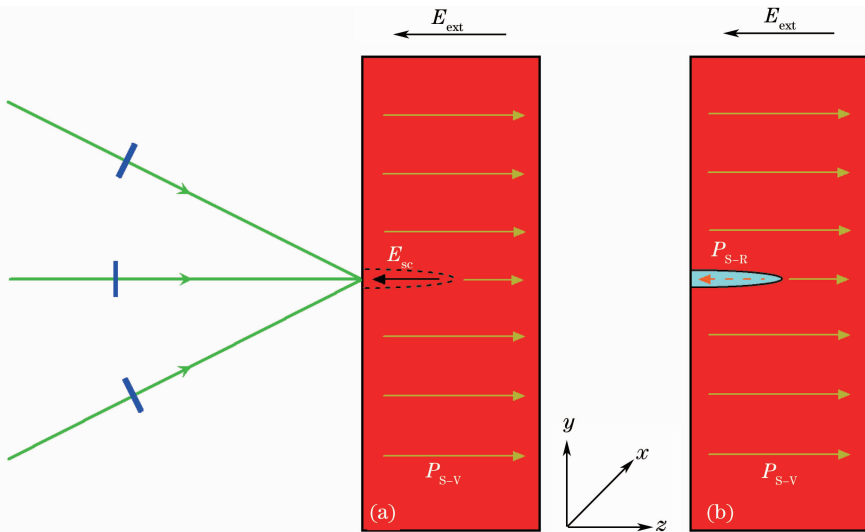 E_ext
E_ext
E_sc
P_S-R
y
x
P_S-V
P_S-V
(a)
z
(b)